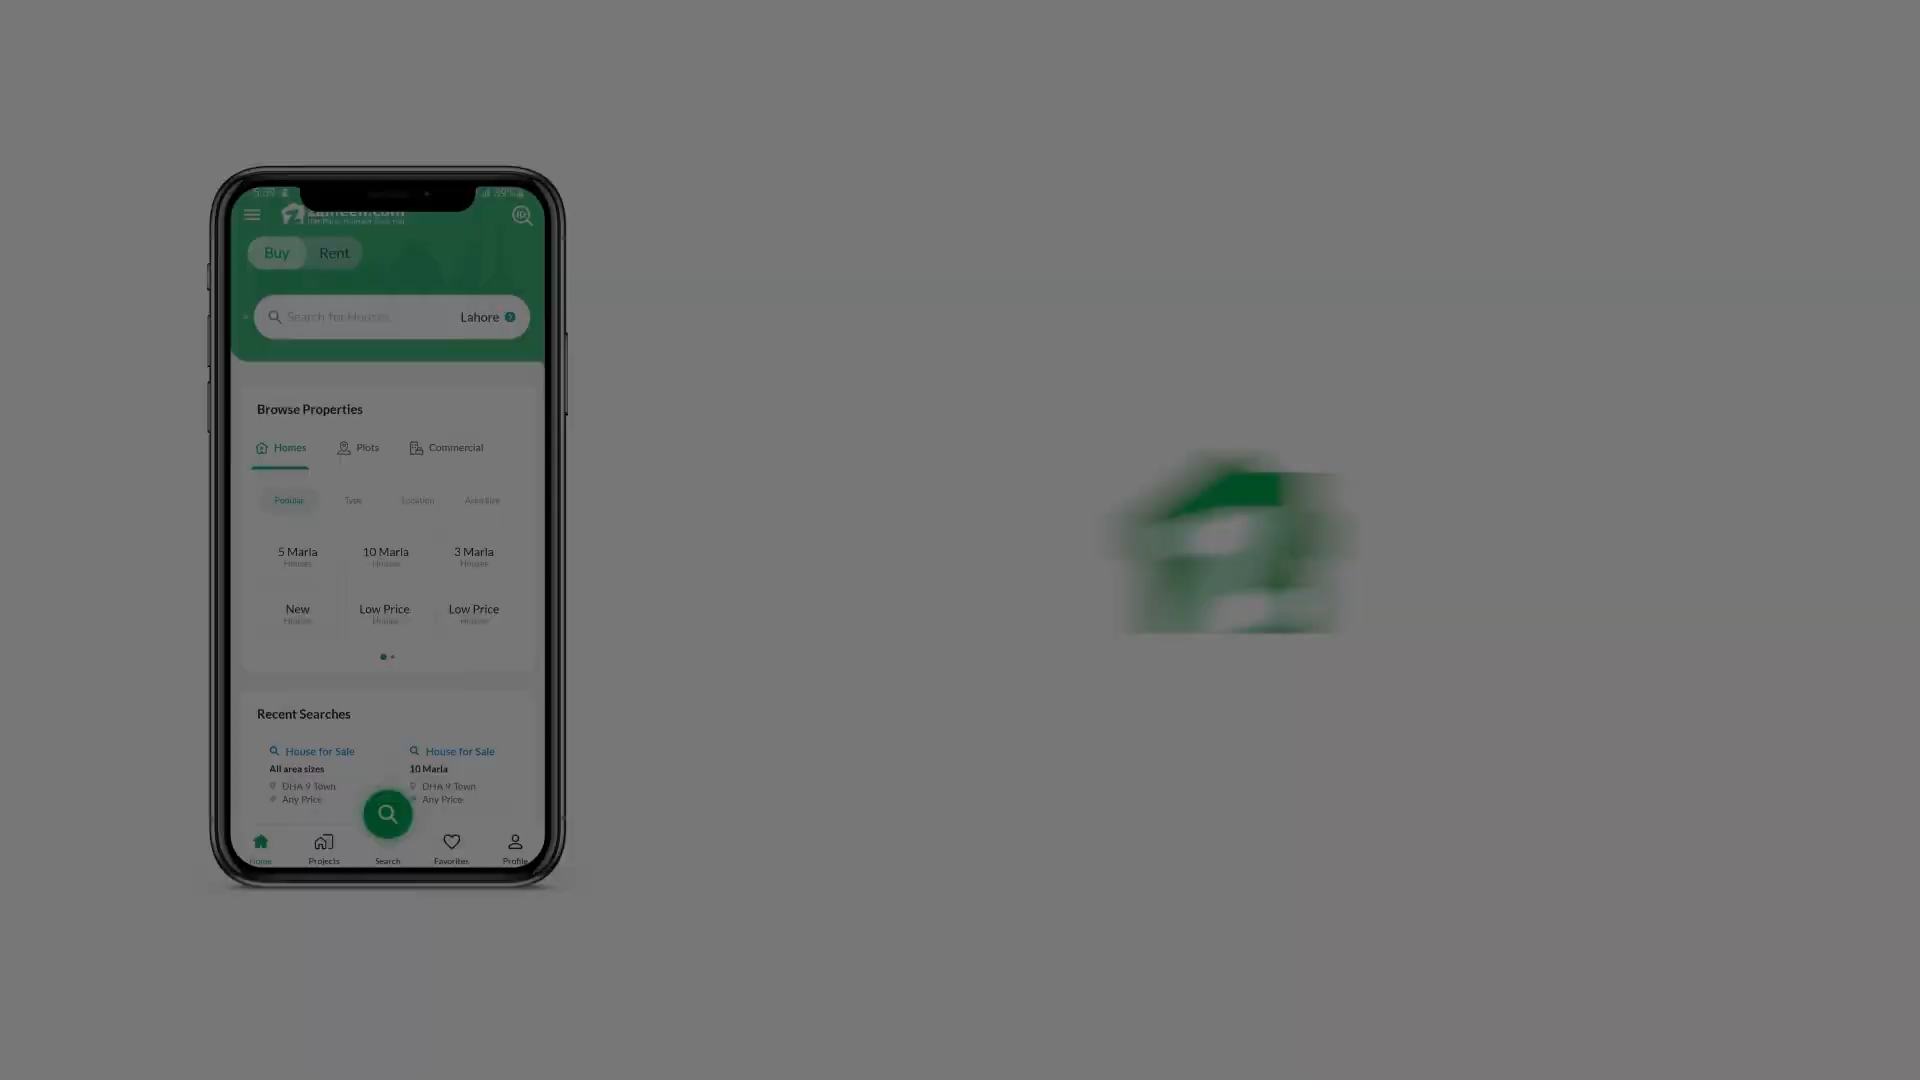 Buy Rent
Search for Houses Lahore
Browse Properties
Homes Plots Commercial
Popular Type Location Area Size
5 Marla 10 Marla 3 Marla
Houses Houses Houses
New Low Price Low Price
Houses Houses Houses
Recent Searches
House for Sale House for Sale
All area sizes 10 Marla
DHA 9 Town DHA 9 Town
Any Price Any Price
Home Projects Search Favorites Profile